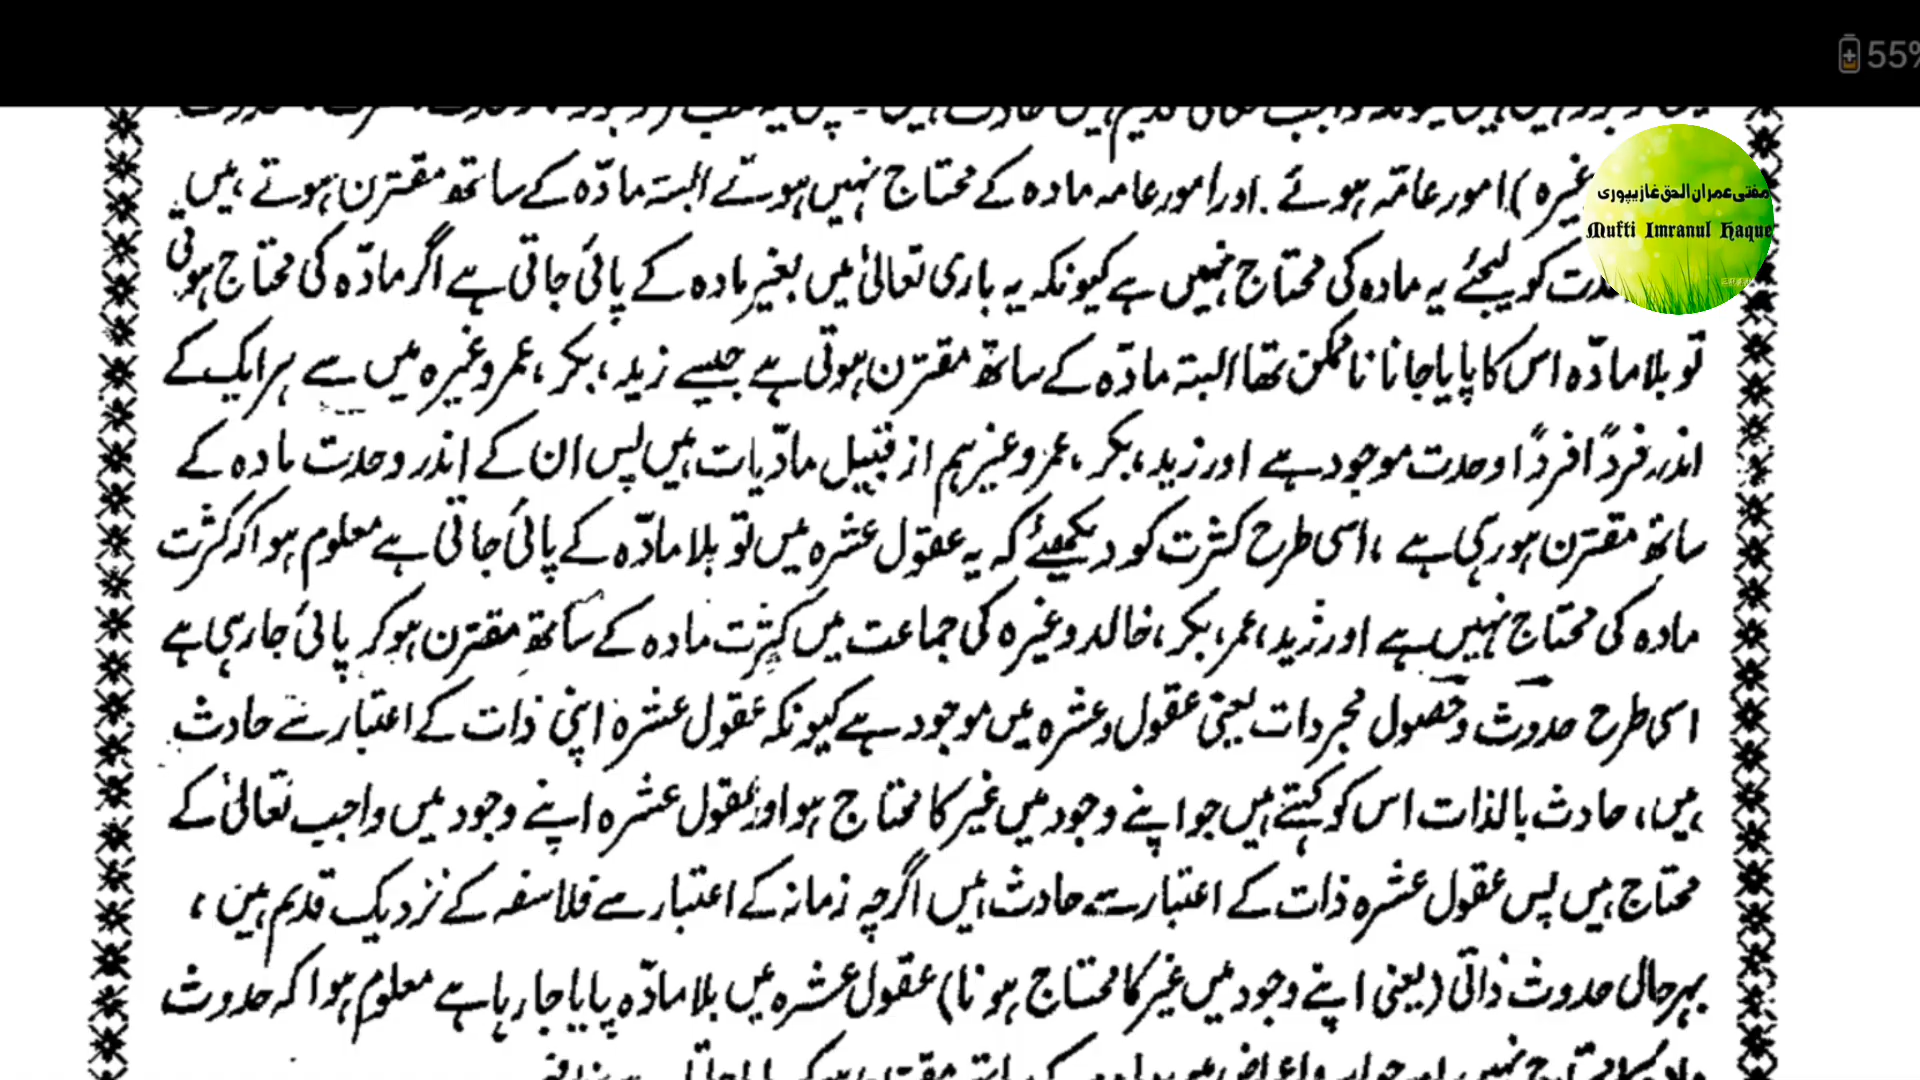 55%
مفتی عمران الحق غازیپوری
Mufti Imranul Haque
غیرہ) امور عامّہ ہوئے۔ اور امور عامہ مادہ کے محتاج نہیں ہوتے البتہ مادّہ کے ساتھ مقترن ہوتے ہیں
کو لیجئے یہ مادہ کی محتاج نہیں ہے کیونکہ یہ باری تعالیٰ میں بغیر مادہ کے پائی جاتی ہے اگر مادّہ کی محتاج ہوتی
تو بلا مادّہ اس کا پایا جانا ناممکن تھا البتہ مادّہ کے ساتھ مقترن ہوتی ہے جیسے زید، بکر، عمر وغیرہ میں سے ہر ایک کے
اندر فرداً فرداً وحدت موجود ہے اور زید، بکر، عمر وغیرہم از قبیل مادّیات ہیں پس ان کے اندر وحدت مادہ کے
ساتھ مقترن ہو رہی ہے، اسی طرح کثرت کو دیکھئے کہ یہ عقول عشرہ میں تو بلا مادّہ کے پائی جاتی ہے معلوم ہوا کہ کثرت
مادہ کی محتاج نہیں ہے اور زید، عمر، بکر، خالد وغیرہ کی جماعت میں کثرت مادہ کے ساتھ مقترن ہو کر پائی جا رہی ہے
اسی طرح حدوث و حصول مجردات یعنی عقول و عشرہ میں موجود ہے کیونکہ عقول عشرہ اپنی ذات کے اعتبار سے حادث
ہیں، حادث بالذات اس کو کہتے ہیں جو اپنے وجود میں غیر کا محتاج ہو اور عقول عشرہ اپنے وجود میں واجب تعالیٰ کے
محتاج ہیں پس عقول عشرہ ذات کے اعتبار سے حادث ہیں اگرچہ زمانہ کے اعتبار سے فلاسفہ کے نزدیک قدیم ہیں،
بہرحال حدوث ذاتی (یعنی اپنے وجود میں غیر کا محتاج ہونا) عقول عشرہ میں بلا مادّہ پایا جا رہا ہے معلوم ہوا کہ حدوث